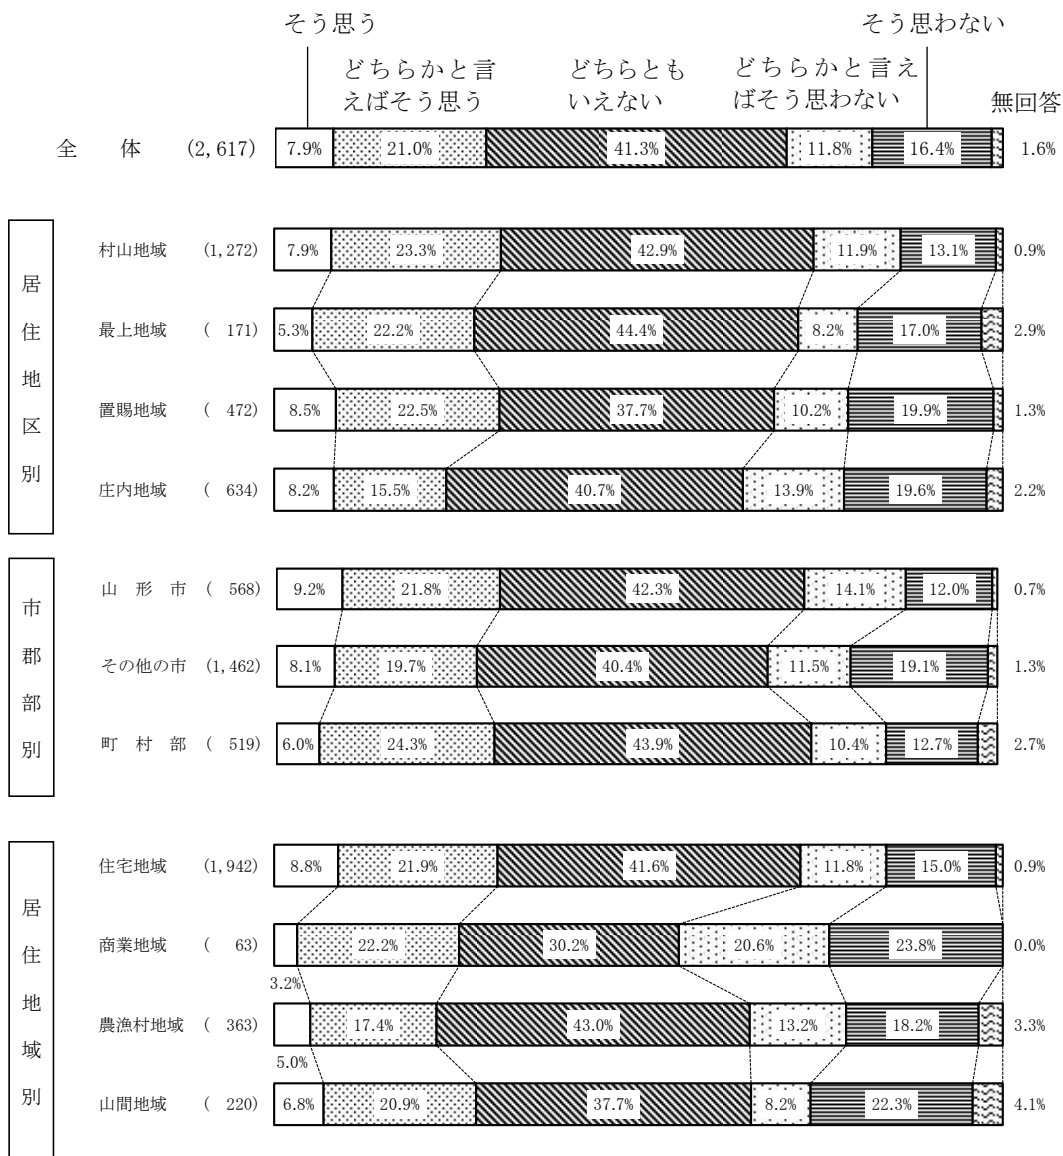 そう思う
そう思わない
どちらかと言
えばそう思う
どちらとも
いえない
どちらかと言え
ばそう思わない
無回答
全 体 (2,617) 7.9% 21.0% 41.3% 11.8% 16.4% 1.6%
居住地区別
村山地域 (1,272) 7.9% 23.3% 42.9% 11.9% 13.1% 0.9%
最上地域 ( 171) 5.3% 22.2% 44.4% 8.2% 17.0% 2.9%
置賜地域 ( 472) 8.5% 22.5% 37.7% 10.2% 19.9% 1.3%
庄内地域 ( 634) 8.2% 15.5% 40.7% 13.9% 19.6% 2.2%
市郡部別
山 形 市 ( 568) 9.2% 21.8% 42.3% 14.1% 12.0% 0.7%
その他の市 (1,462) 8.1% 19.7% 40.4% 11.5% 19.1% 1.3%
町 村 部 ( 519) 6.0% 24.3% 43.9% 10.4% 12.7% 2.7%
居住地域別
住宅地域 (1,942) 8.8% 21.9% 41.6% 11.8% 15.0% 0.9%
商業地域 ( 63) 22.2% 30.2% 20.6% 23.8% 0.0%
3.2%
農漁村地域 ( 363) 17.4% 43.0% 13.2% 18.2% 3.3%
5.0%
山間地域 ( 220) 6.8% 20.9% 37.7% 8.2% 22.3% 4.1%